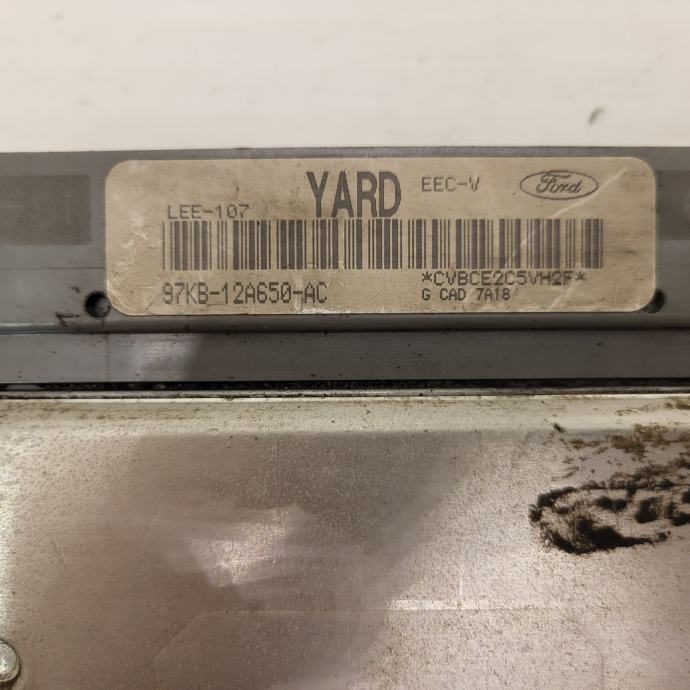 YARD EEC-V Ford
LEE-107
*CVBCE2C5VH2F*
97KB-12A650-AC G CAD 7A18